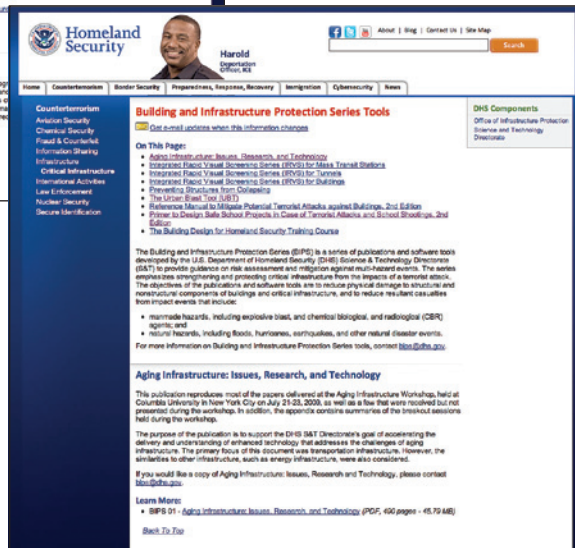 Homeland
Security
Harold
Deportation
Officer, ICE
About | Blog | Contact Us | Site Map
Search
Home
Counterterrorism
Border Security
Preparedness, Response, Recovery
Immigration
Cybersecurity
News
Counterterrorism
Aviation Security
Chemical Security
Fraud & Counterfeit
Information Sharing
Infrastructure
Critical Infrastructure
International Activities
Law Enforcement
Nuclear Security
Secure Identification
Building and Infrastructure Protection Series Tools
Get e-mail updates when this information changes
On This Page:
• Aging Infrastructure: Issues, Research, and Technology
• Integrated Rapid Visual Screening Series (IRVS) for Mass Transit Stations
• Integrated Rapid Visual Screening Series (IRVS) for Tunnels
• Integrated Rapid Visual Screening Series (IRVS) for Buildings
• Preventing Structures from Collapsing
• The Urban Blast Tool (UBT)
• Reference Manual to Mitigate Potential Terrorist Attacks against Buildings, 2nd Edition
• Primer to Design Safe School Projects in Case of Terrorist Attacks and School Shootings, 2nd
Edition
• The Building Design for Homeland Security Training Course
The Building and Infrastructure Protection Series (BIPS) is a series of publications and software tools
developed by the U.S. Department of Homeland Security (DHS) Science & Technology Directorate
(S&T) to provide guidance on risk assessment and mitigation against multi-hazard events. The series
emphasizes strengthening and protecting critical infrastructure from the impacts of a terrorist attack.
The objectives of the publications and software tools are to reduce physical damage to structural and
nonstructural components of buildings and critical infrastructure, and to reduce resultant casualties
from impact events that include:
• manmade hazards, including explosive blast, and chemical biological, and radiological (CBR)
agents; and
• natural hazards, including floods, hurricanes, earthquakes, and other natural disaster events.
For more information on Building and Infrastructure Protection Series tools, contact bips@dhs.gov.
Aging Infrastructure: Issues, Research, and Technology
This publication reproduces most of the papers delivered at the Aging Infrastructure Workshop, held at
Columbia University in New York City on July 21-23, 2009, as well as a few that were received but not
presented during the workshop. In addition, the appendix contains summaries of the breakout sessions
held during the workshop.
The purpose of the publication is to support the DHS S&T Directorate's goal of accelerating the
delivery and understanding of enhanced technology that addresses the challenges of aging
infrastructure. The primary focus of this document was transportation infrastructure. However, the
similarities to other infrastructure, such as energy infrastructure, were also considered.
If you would like a copy of Aging Infrastructure: Issues, Research and Technology, please contact
bips@dhs.gov.
Learn More:
• BIPS 01 - Aging Infrastructure: Issues, Research, and Technology (PDF, 490 pages - 45.79 MB)
Back To Top
DHS Components
Office of Infrastructure Protection
Science and Technology
Directorate